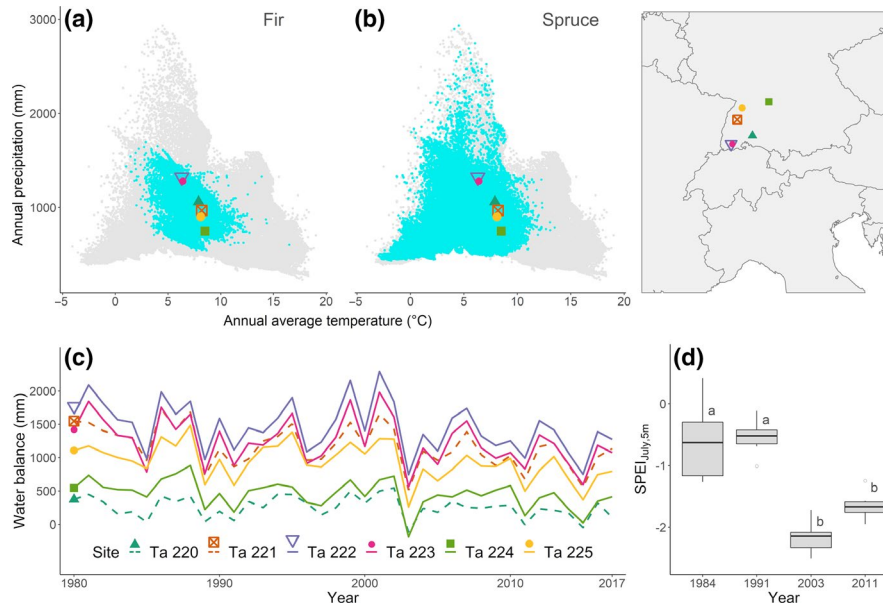 (a) Fir
(b) Spruce
Annual precipitation (mm)
3000
2000
1000
−5 0 5 10 15 20
−5 0 5 10 15 20
Annual average temperature (°C)
(c)
Water balance (mm)
2000
1500
1000
500
0
Site Ta 220 Ta 221 Ta 222 Ta 223 Ta 224 Ta 225
1980 1990 2000 2010 2017
Year
(d)
SPEI July,5m
0
−1
−2
a
a
b
b
1984 1991 2003 2011
Year